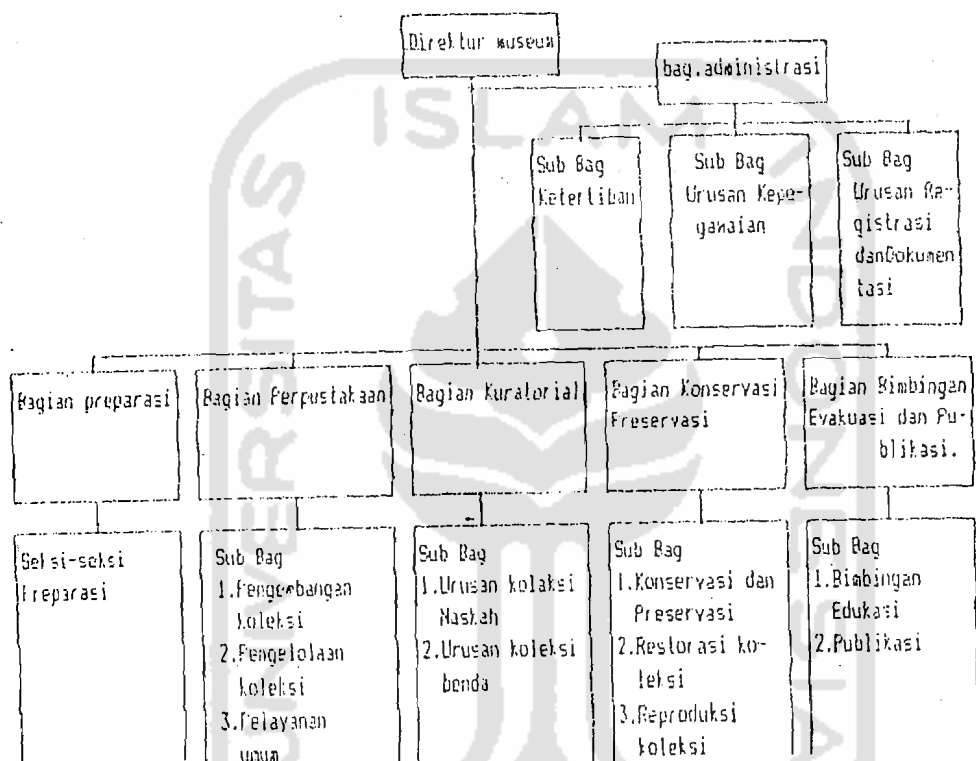 Direktur museum
bag.administrasi
Sub Bag
Ketertiban
Sub Bag
Urusan Kepe-
gawaian
Sub Bag
Urusan Re-
gistrasi
danDokumen
tasi
Bagian preparasi
Bagian Perpustakaan
Bagian Kuratorial
Bagian Konservasi
Preservasi
Bagian Bimbingan
Evakuasi dan Pu-
blikasi.
Seksi-seksi
Preparasi
Sub Bag
1.Pengembangan
koleksi
2.Pengelolaan
koleksi
3.Pelayanan
umum
Sub Bag
1.Urusan kolaksi
Naskah
2.Urusan koleksi
benda
Sub Bag
1.Konservasi dan
Preservasi
2.Restorasi ko-
leksi
3.Reproduksi
koleksi
Sub Bag
1.Bimbingan
Edukasi
2.Publikasi
UNIVERSITAS
ISLAM
INDONESIA